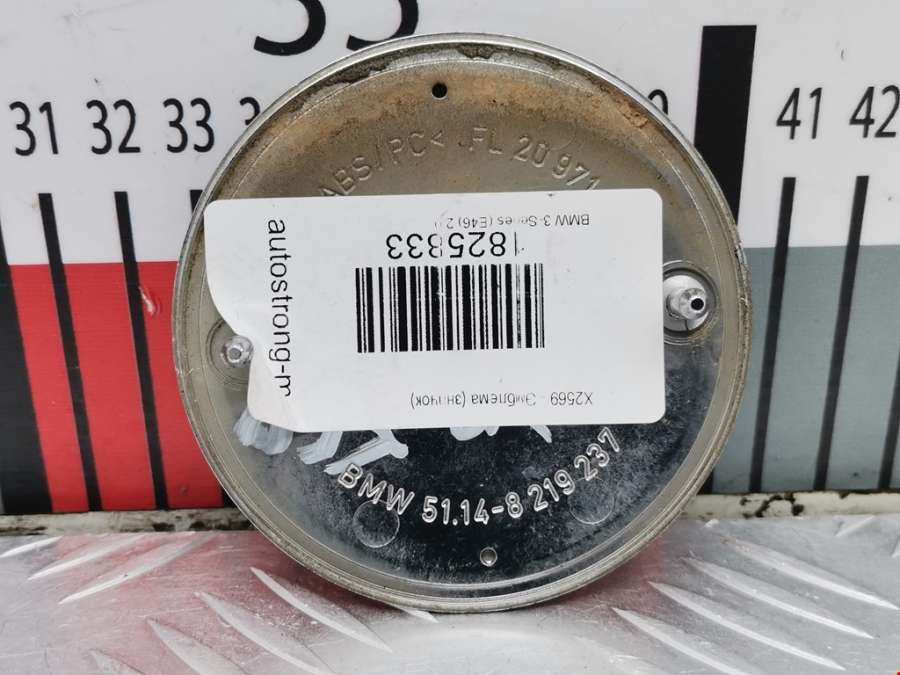 31 32 33 41 42
ABS/PC< .FL 20 971
autostrong-m
BMW 3-Series (E46) 2
1825833
X2569 - Эмблема (значок)
BMW 51.14-8 219 237